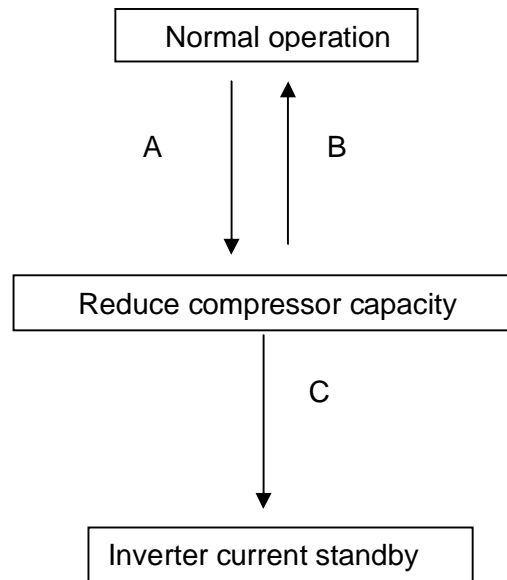 Normal operation
A
B
Reduce compressor capacity
C
Inverter current standby